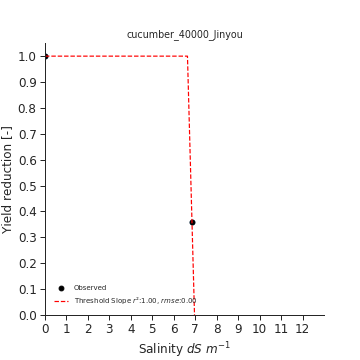 cucumber_40000_Jinyou
1.0
0.9
0.8
0.7
0.6
0.5
0.4
0.3
0.2
0.1
0.0
Yield reduction [-]
Observed
Threshold Slope r²:1.00, rmse:0.00
0 1 2 3 4 5 6 7 8 9 10 11 12
Salinity dS m⁻¹